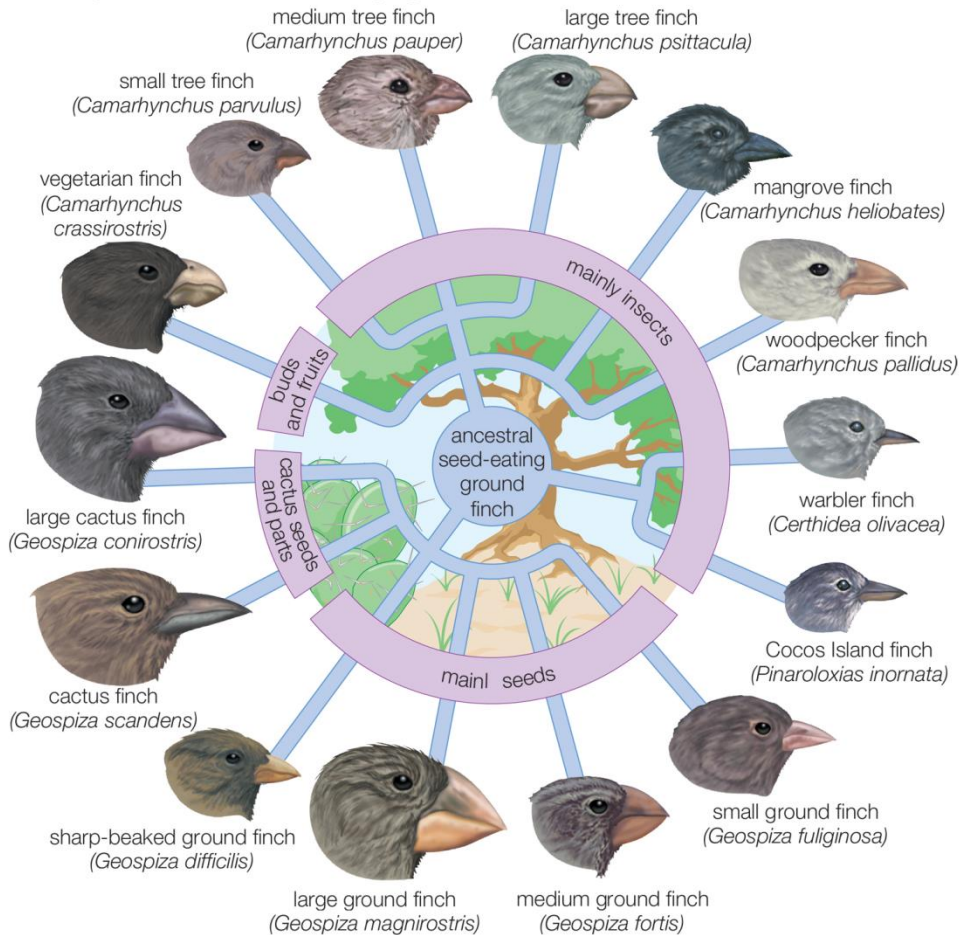 medium tree finch
(Camarhynchus pauper)
large tree finch
(Camarhynchus psittacula)
small tree finch
(Camarhynchus parvulus)
mangrove finch
(Camarhynchus heliobates)
vegetarian finch
(Camarhynchus
crassirostris)
woodpecker finch
(Camarhynchus pallidus)
mainly insects
buds
and fruits
ancestral
seed-eating
ground
finch
cactus seeds
and parts
warbler finch
(Certhidea olivacea)
large cactus finch
(Geospiza conirostris)
Cocos Island finch
(Pinaroloxias inornata)
mainl seeds
cactus finch
(Geospiza scandens)
small ground finch
(Geospiza fuliginosa)
sharp-beaked ground finch
(Geospiza difficilis)
large ground finch
(Geospiza magnirostris)
medium ground finch
(Geospiza fortis)